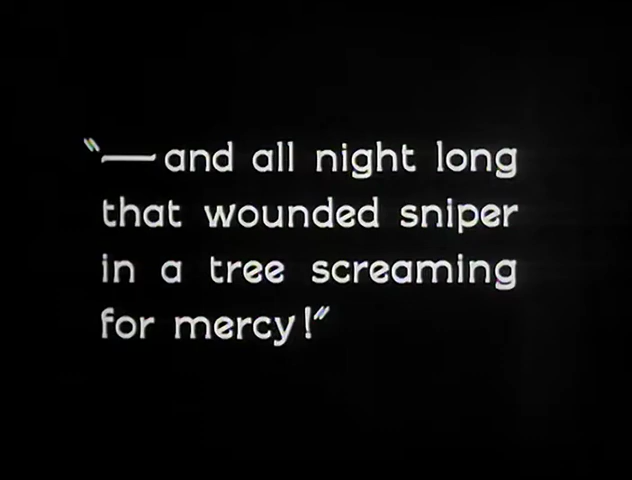 “—and all night long
that wounded sniper
in a tree screaming
for mercy!”